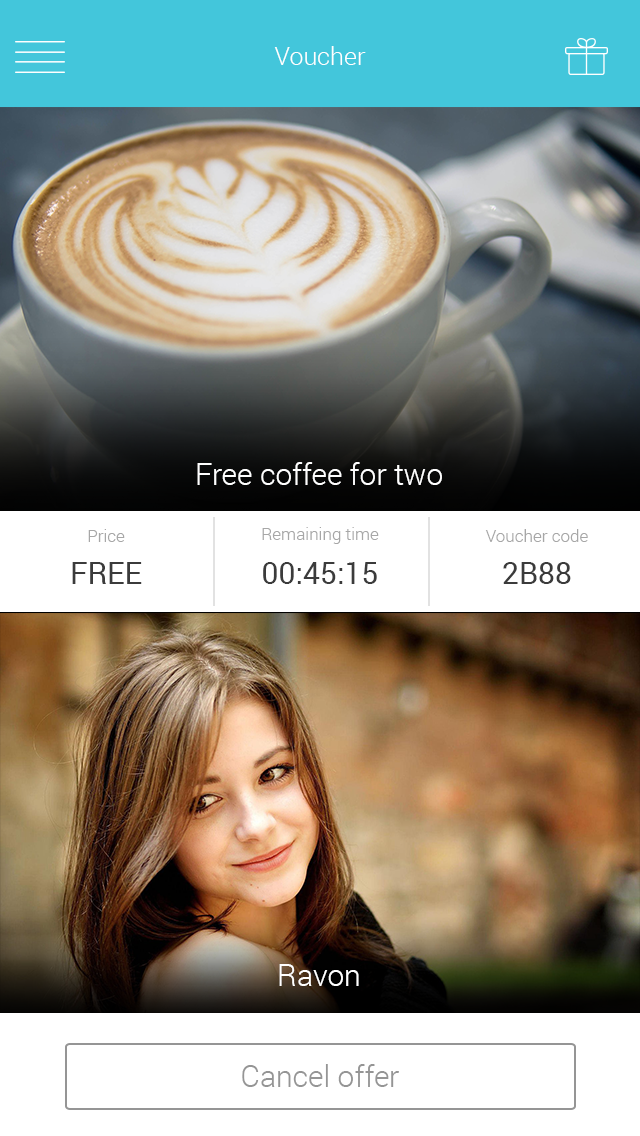 Voucher
Free coffee for two
Price
Remaining time
Voucher code
FREE
00:45:15
2B88
Ravon
Cancel offer